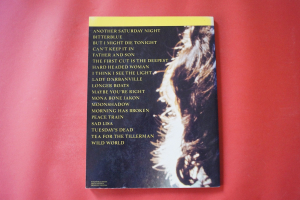 ANOTHER SATURDAY NIGHT
BITTERBLUE
BUT I MIGHT DIE TONIGHT
CAN'T KEEP IT IN
FATHER AND SON
THE FIRST CUT IS THE DEEPEST
HARD HEADED WOMAN
I THINK I SEE THE LIGHT
LADY D'ARBANVILLE
LONGER BOATS
MAYBE YOU'RE RIGHT
MONA BONE JAKON
MOONSHADOW
MORNING HAS BROKEN
PEACE TRAIN
SAD LISA
TUESDAY'S DEAD
TEA FOR THE TILLERMAN
WILD WORLD